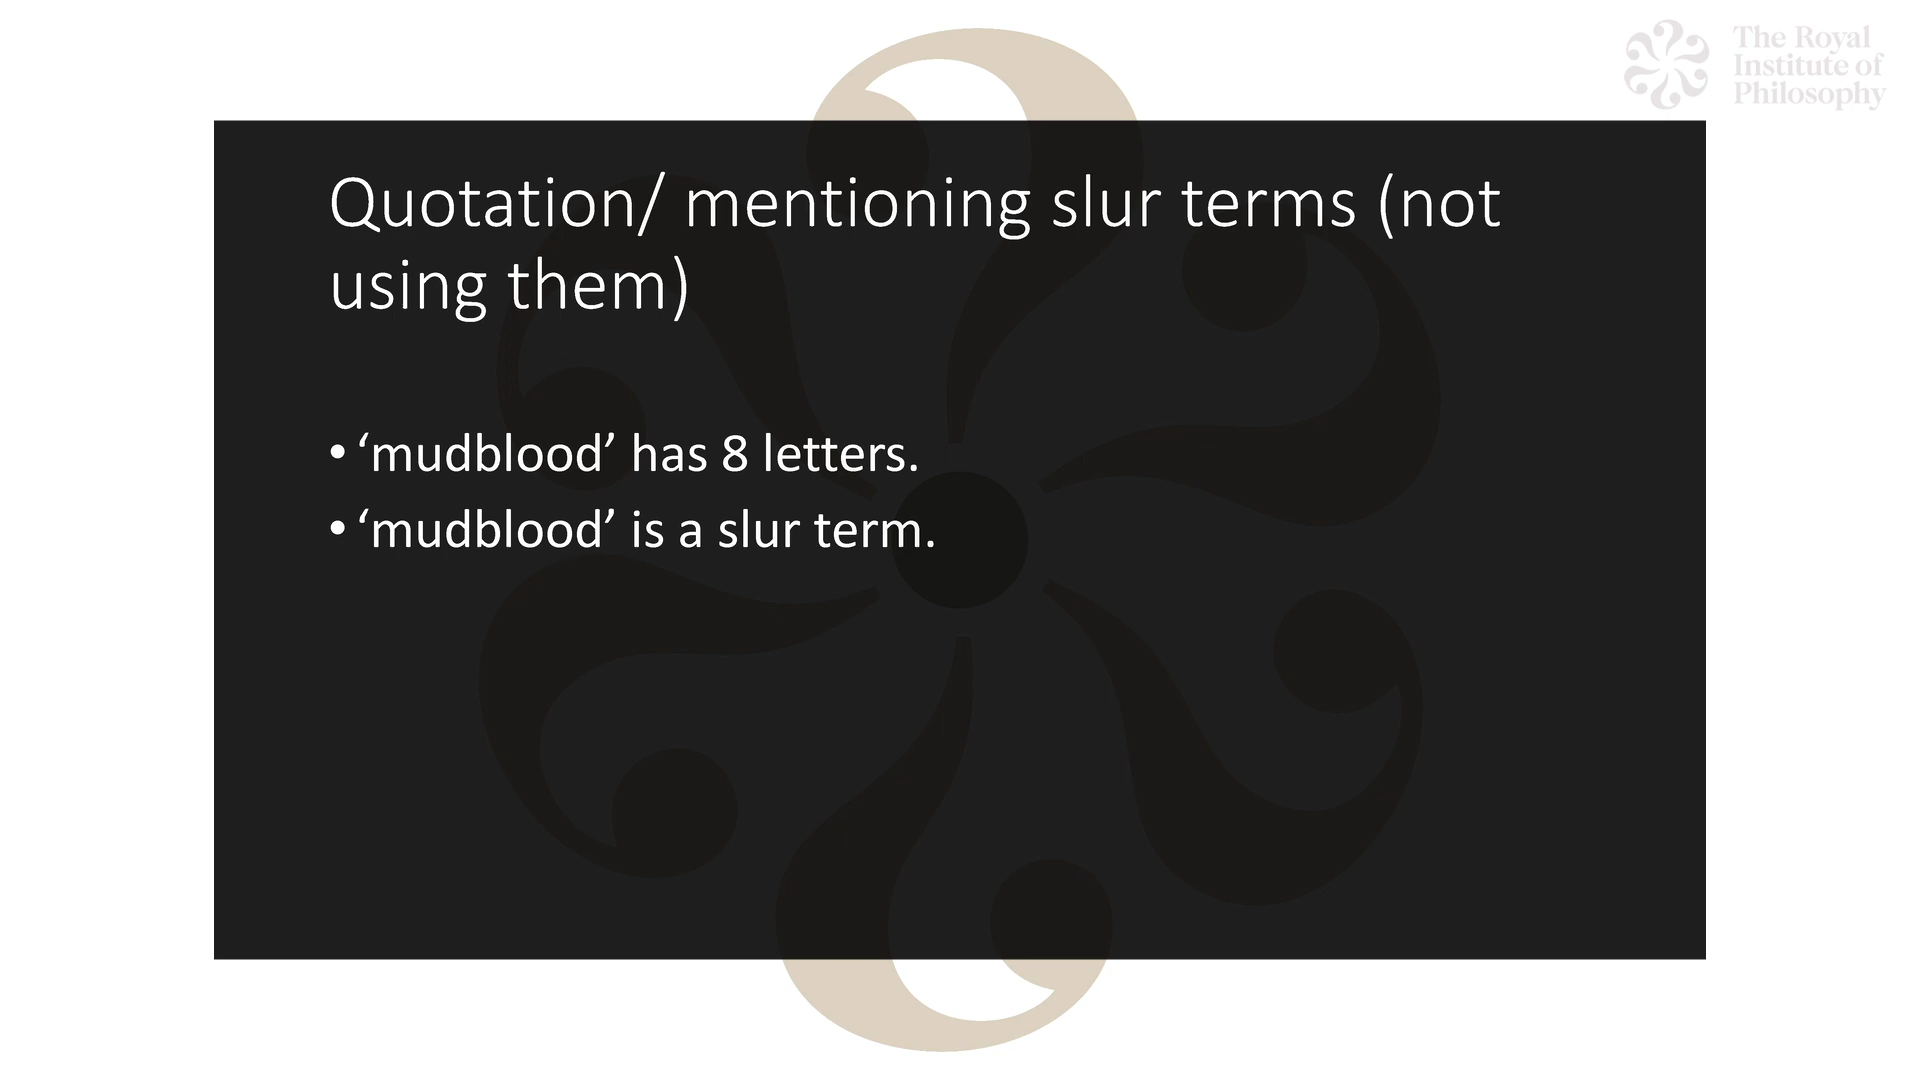 The Royal
Institute of
Philosophy
Quotation/ mentioning slur terms (not
using them)
• ‘mudblood’ has 8 letters.
• ‘mudblood’ is a slur term.